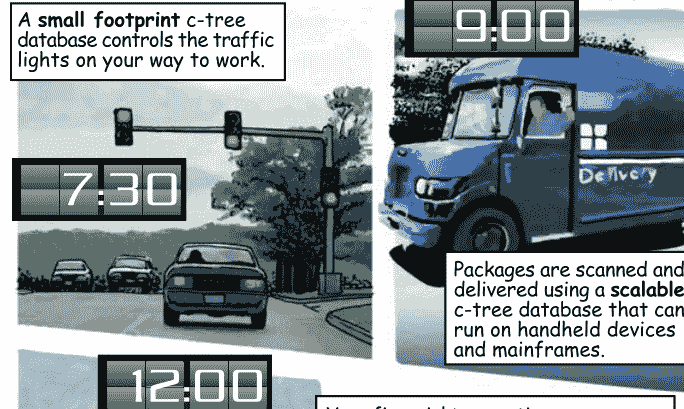 A small footprint c-tree
database controls the traffic
lights on your way to work.
7:30
9:00
Delivery
Packages are scanned and
delivered using a scalable
c-tree database that can
run on handheld devices
and mainframes.
12:00